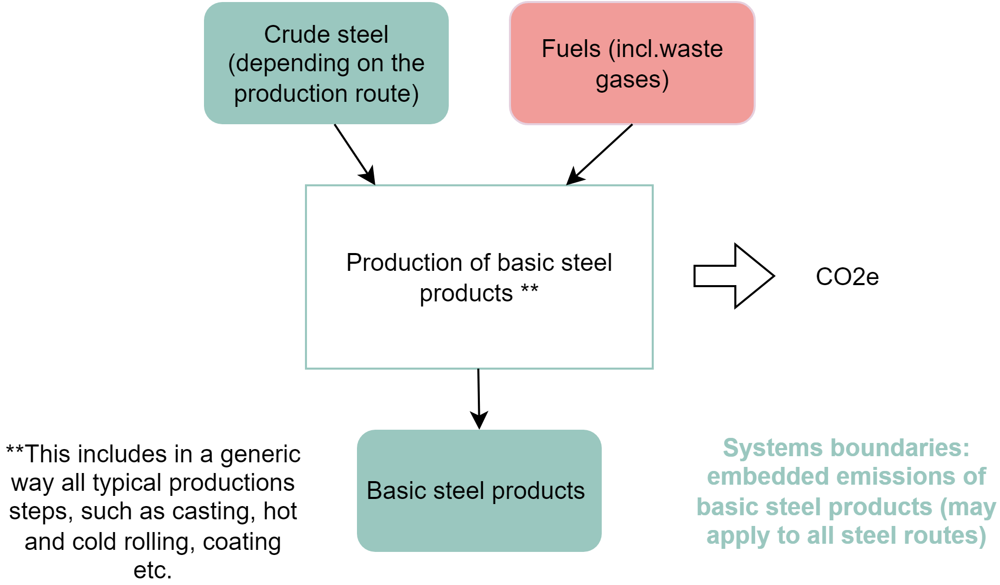 Crude steel
(depending on the
production route)
Fuels (incl.waste
gases)
Production of basic steel
products **
CO2e
Basic steel products
**This includes in a generic
way all typical productions
steps, such as casting, hot
and cold rolling, coating
etc.
Systems boundaries:
embedded emissions of
basic steel products (may
apply to all steel routes)